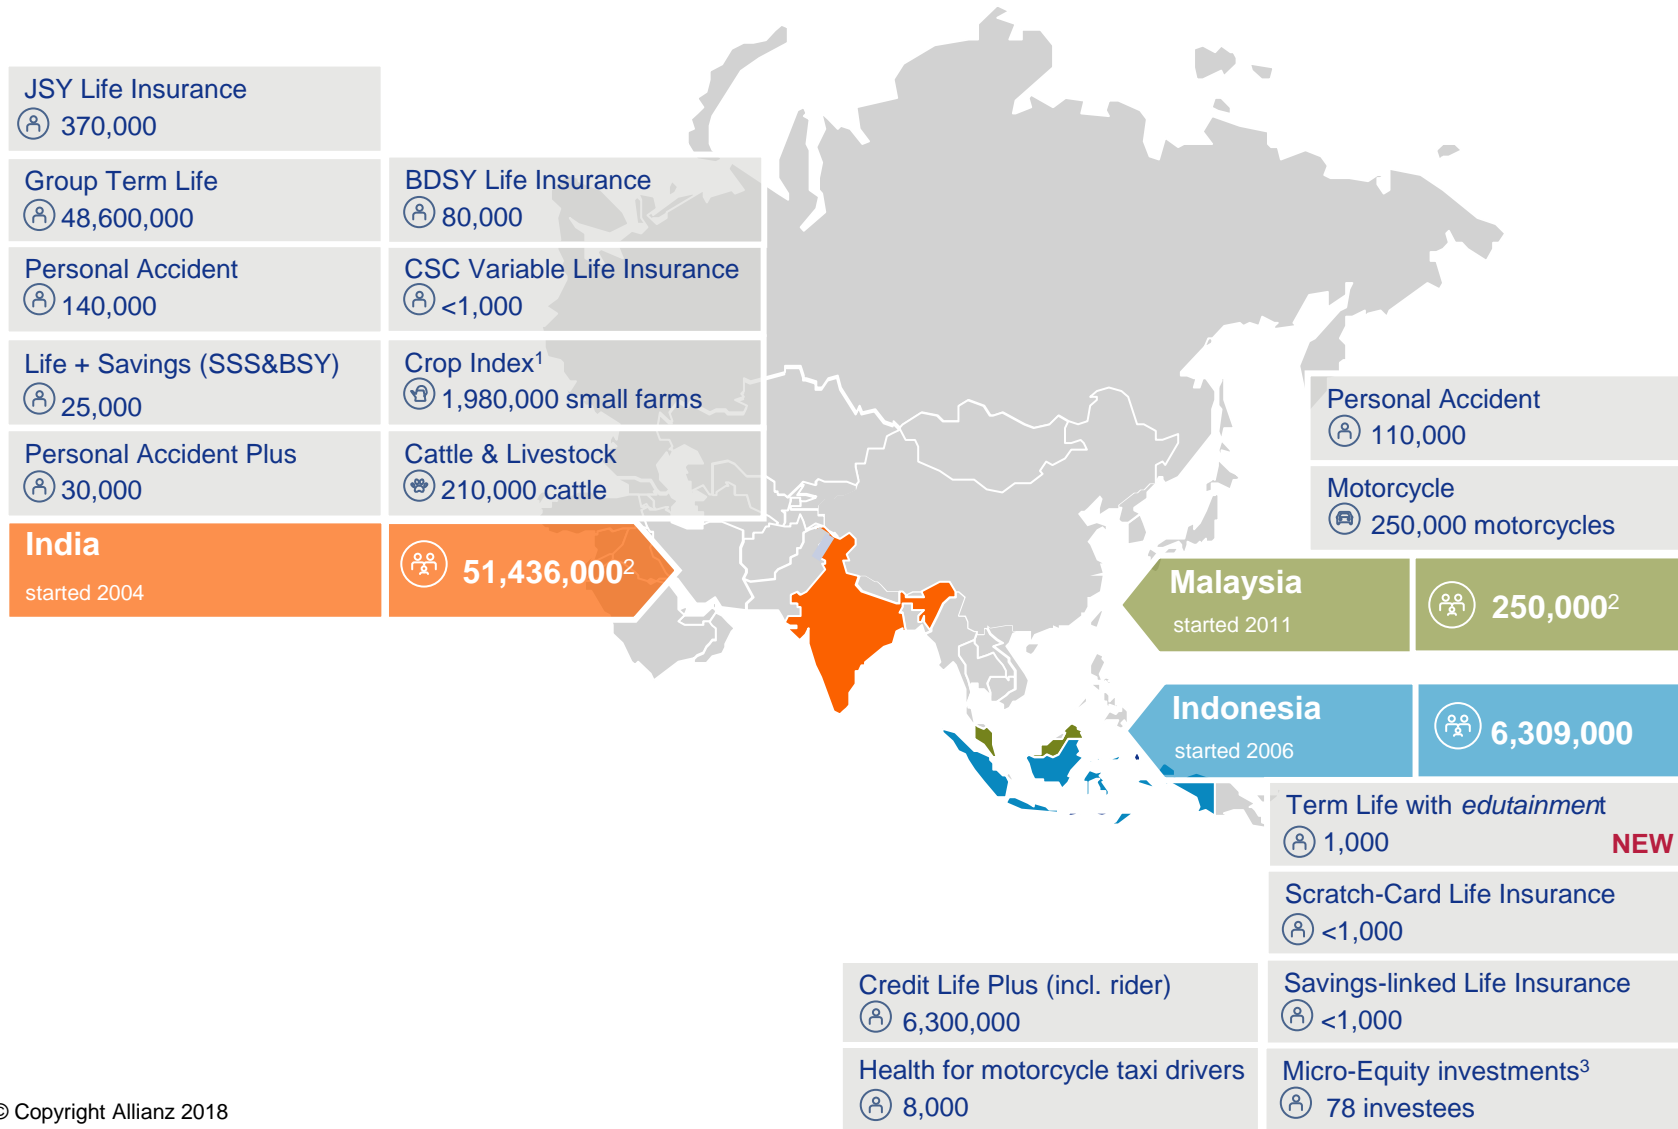 JSY Life Insurance
370,000
Group Term Life
48,600,000
Personal Accident
140,000
Life + Savings (SSS&BSY)
25,000
Personal Accident Plus
30,000
BDSY Life Insurance
80,000
CSC Variable Life Insurance
<1,000
Crop Index1
1,980,000 small farms
Cattle & Livestock
210,000 cattle
India
started 2004
51,436,0002
Personal Accident
110,000
Motorcycle
250,000 motorcycles
Malaysia
started 2011
250,0002
Indonesia
started 2006
6,309,000
Term Life with edutainment
1,000 NEW
Scratch-Card Life Insurance
<1,000
Credit Life Plus (incl. rider)
6,300,000
Savings-linked Life Insurance
<1,000
Health for motorcycle taxi drivers
8,000
Micro-Equity investments3
78 investees
© Copyright Allianz 2018